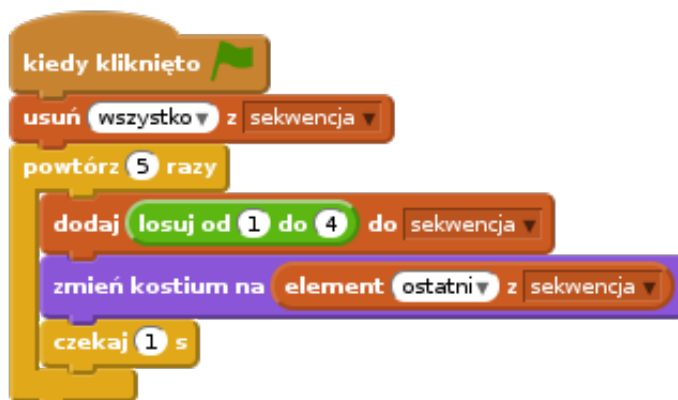 kiedy kliknięto
usuń wszystko z sekwencja
powtórz 5 razy
dodaj losuj od 1 do 4 do sekwencja
zmień kostium na element ostatni z sekwencja
czekaj 1 s